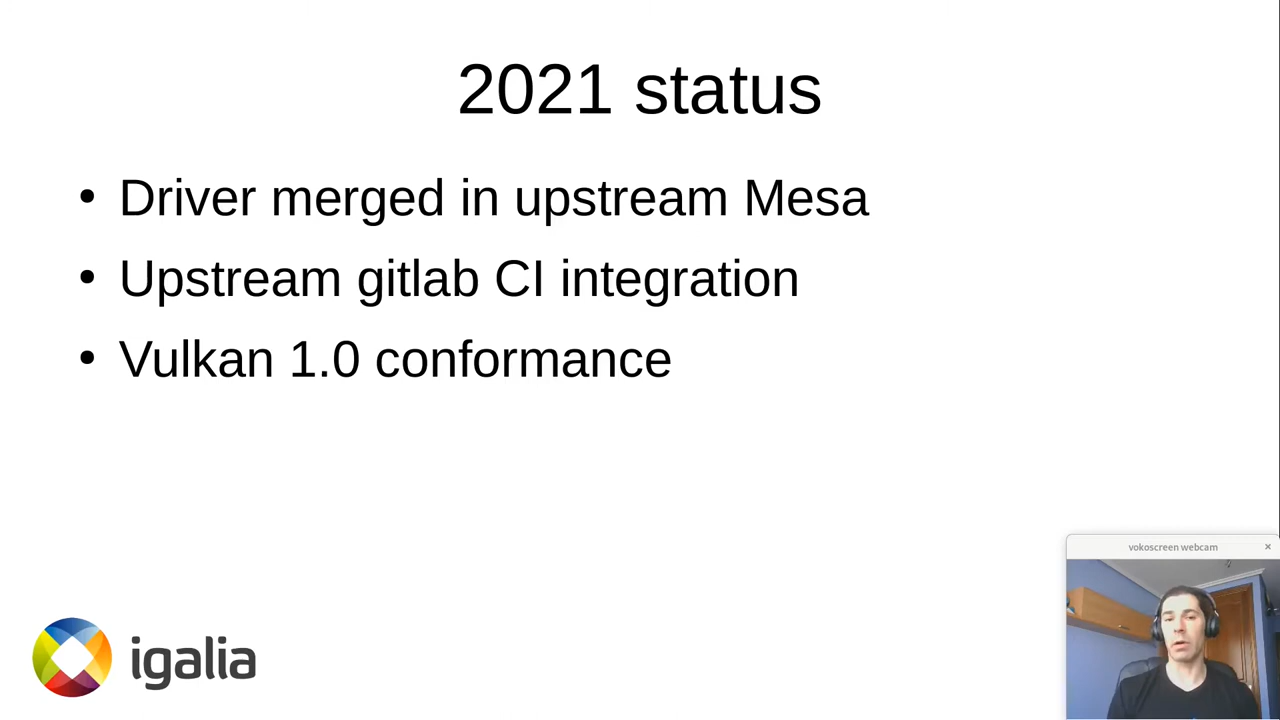 2021 status
• Driver merged in upstream Mesa
• Upstream gitlab CI integration
• Vulkan 1.0 conformance
vokoscreen webcam ×
igalia